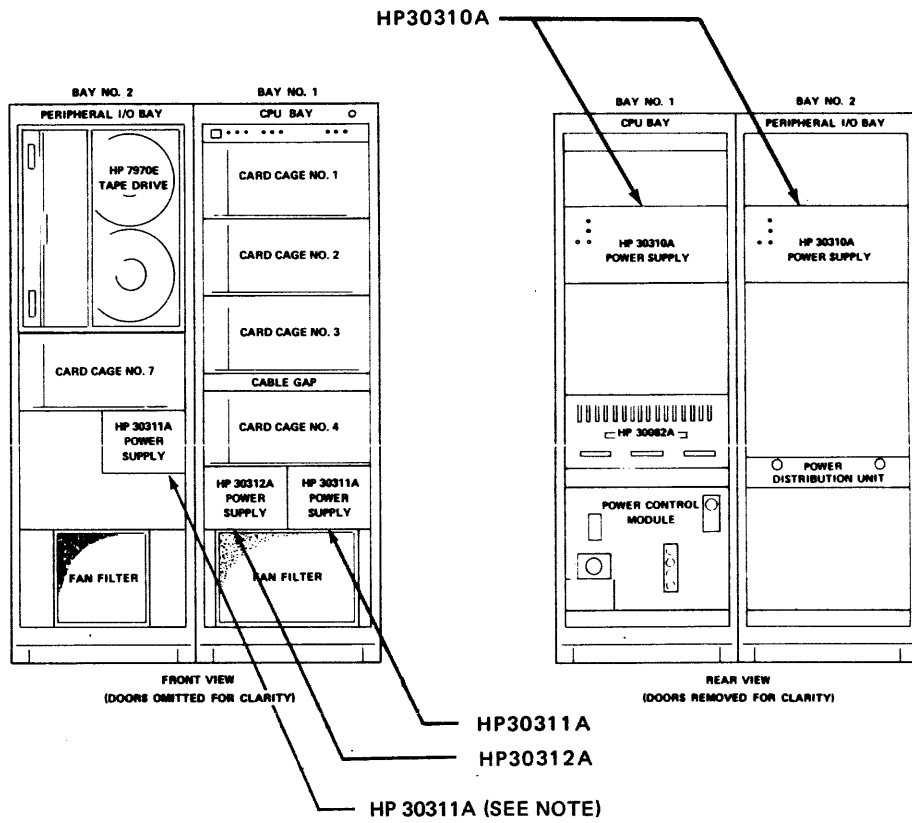 HP30310A
BAY NO. 2
BAY NO. 1
PERIPHERAL I/O BAY
CPU BAY
HP 7970E
TAPE DRIVE
CARD CAGE NO. 1
CARD CAGE NO. 2
CARD CAGE NO. 3
CARD CAGE NO. 7
CABLE GAP
CARD CAGE NO. 4
HP 30311A
POWER
SUPPLY
HP 30312A
POWER
SUPPLY
HP 30311A
POWER
SUPPLY
FAN FILTER
FAN FILTER
FRONT VIEW
(DOORS OMITTED FOR CLARITY)
BAY NO. 1
BAY NO. 2
CPU BAY
PERIPHERAL I/O BAY
HP 30310A
POWER SUPPLY
HP 30310A
POWER SUPPLY
HP 30082A
POWER
DISTRIBUTION UNIT
POWER CONTROL
MODULE
REAR VIEW
(DOORS REMOVED FOR CLARITY)
HP30311A
HP30312A
HP 30311A (SEE NOTE)